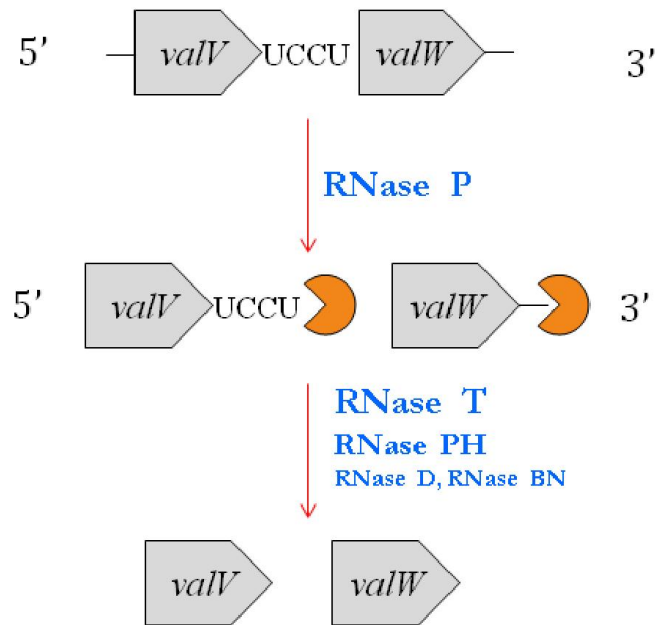 5’ valV UCCU valW 3’
RNase P
5’ valV UCCU valW 3’
RNase T
RNase PH
RNase D, RNase BN
valV valW